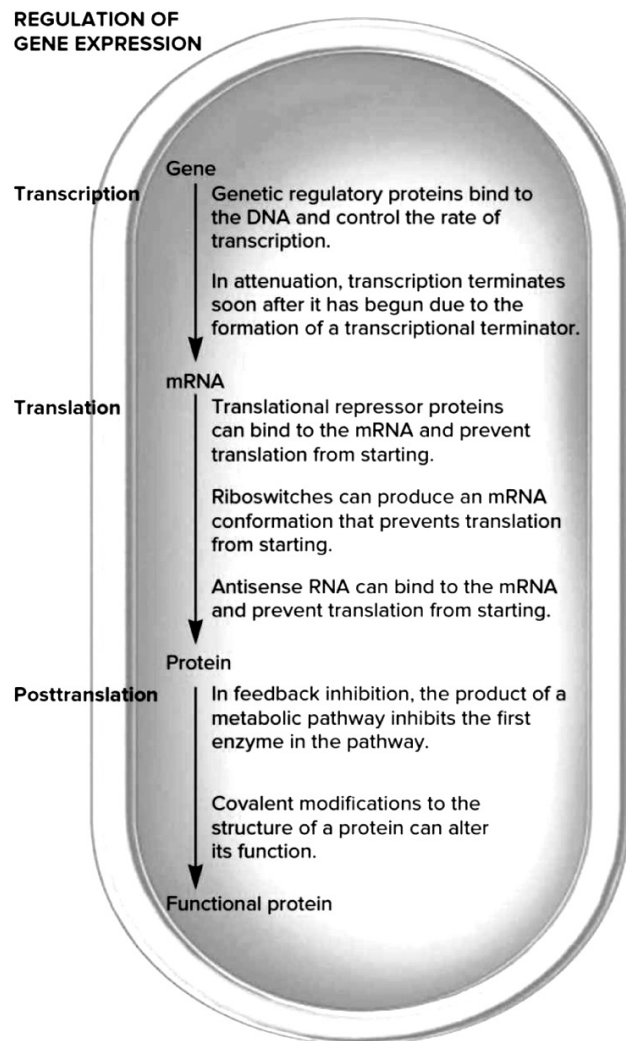 REGULATION OF
GENE EXPRESSION
Gene
Transcription
Genetic regulatory proteins bind to
the DNA and control the rate of
transcription.
In attenuation, transcription terminates
soon after it has begun due to the
formation of a transcriptional terminator.
mRNA
Translation
Translational repressor proteins
can bind to the mRNA and prevent
translation from starting.
Riboswitches can produce an mRNA
conformation that prevents translation
from starting.
Antisense RNA can bind to the mRNA
and prevent translation from starting.
Protein
Posttranslation
In feedback inhibition, the product of a
metabolic pathway inhibits the first
enzyme in the pathway.
Covalent modifications to the
structure of a protein can alter
its function.
Functional protein